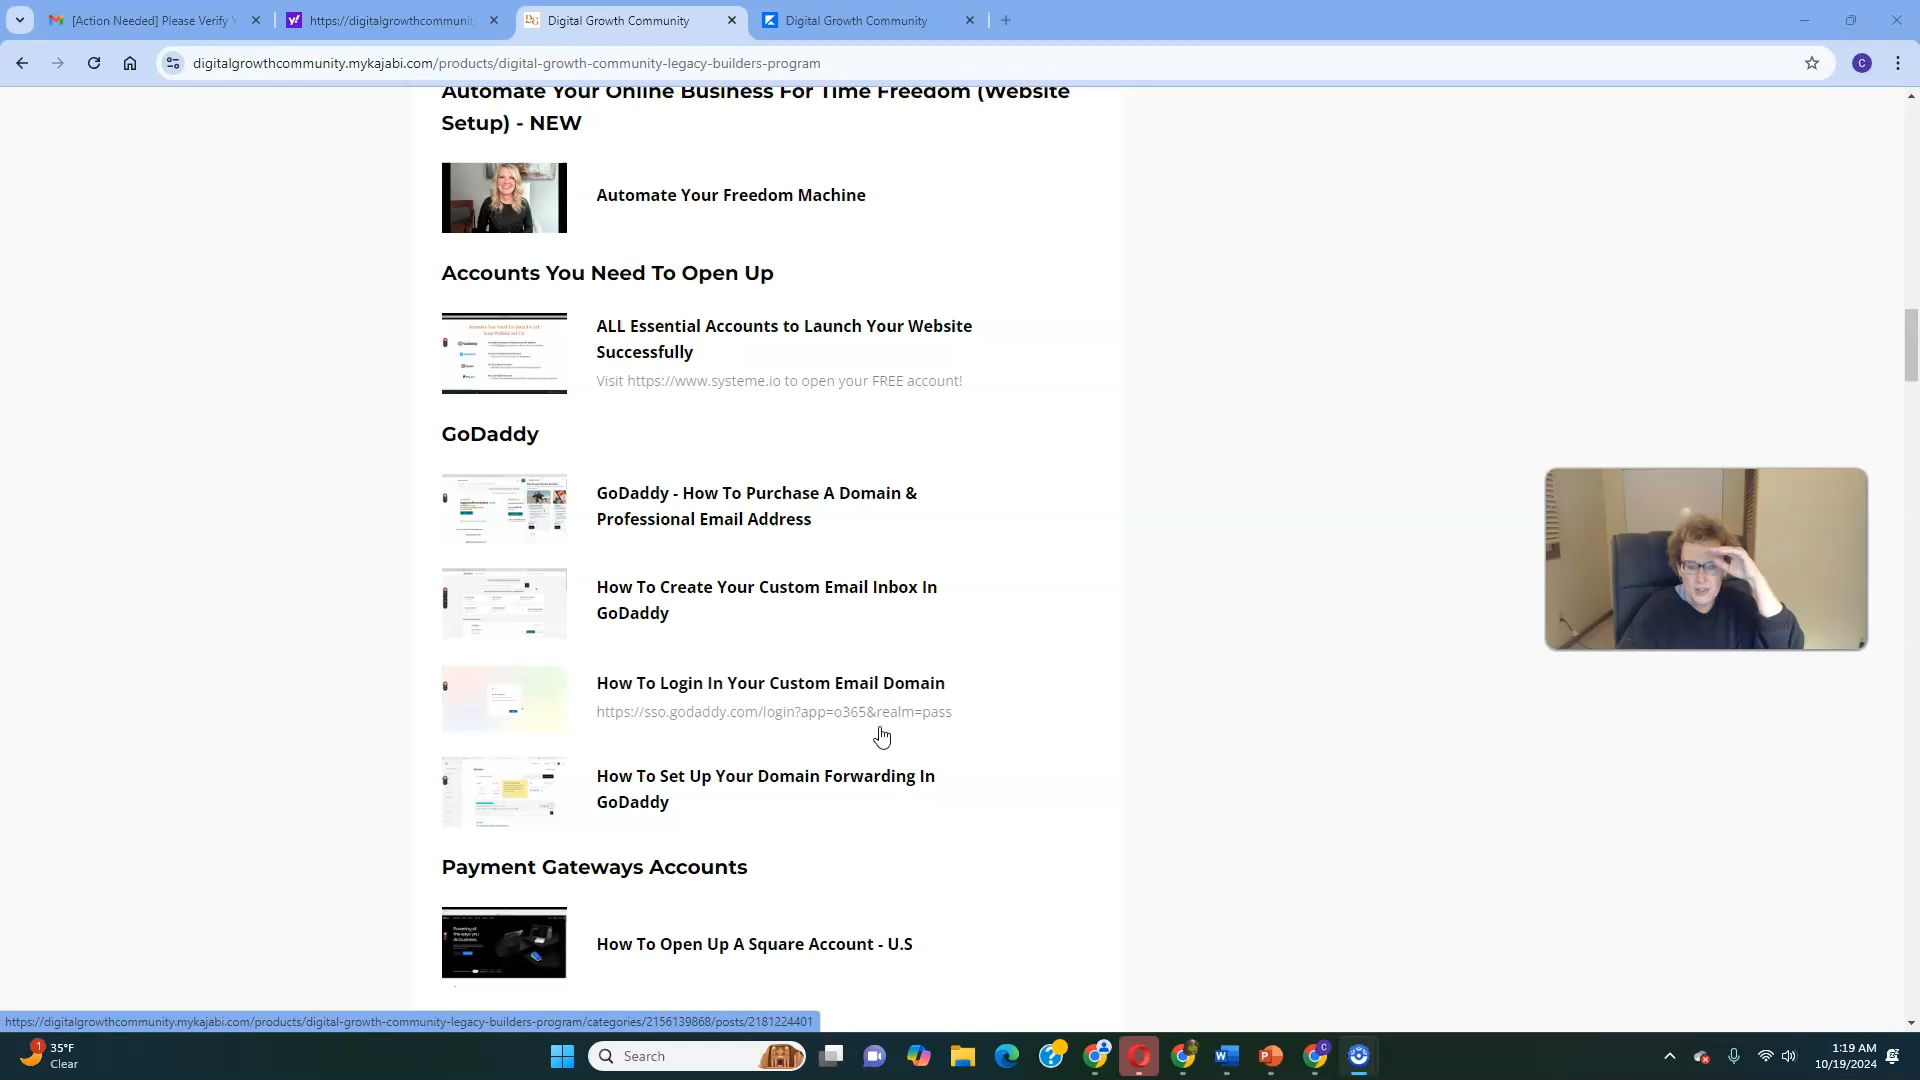 [Action Needed] Please Verify
https://digitalgrowthcommunit
Digital Growth Community
Digital Growth Community
digitalgrowthcommunity.mykajabi.com/products/digital-growth-community-legacy-builders-program
C
Automate Your Online Business For Time Freedom (Website
Setup) - NEW
Automate Your Freedom Machine
Accounts You Need To Open Up
ALL Essential Accounts to Launch Your Website
Successfully
Visit https://www.systeme.io to open your FREE account!
GoDaddy
GoDaddy - How To Purchase A Domain &
Professional Email Address
How To Create Your Custom Email Inbox In
GoDaddy
How To Login In Your Custom Email Domain
https://sso.godaddy.com/login?app=o365&realm=pass
How To Set Up Your Domain Forwarding In
GoDaddy
Payment Gateways Accounts
How To Open Up A Square Account - U.S
https://digitalgrowthcommunity.mykajabi.com/products/digital-growth-community-legacy-builders-program/categories/2156139868/posts/2181224401
1
35°F
Clear
Search
1:19 AM
10/19/2024